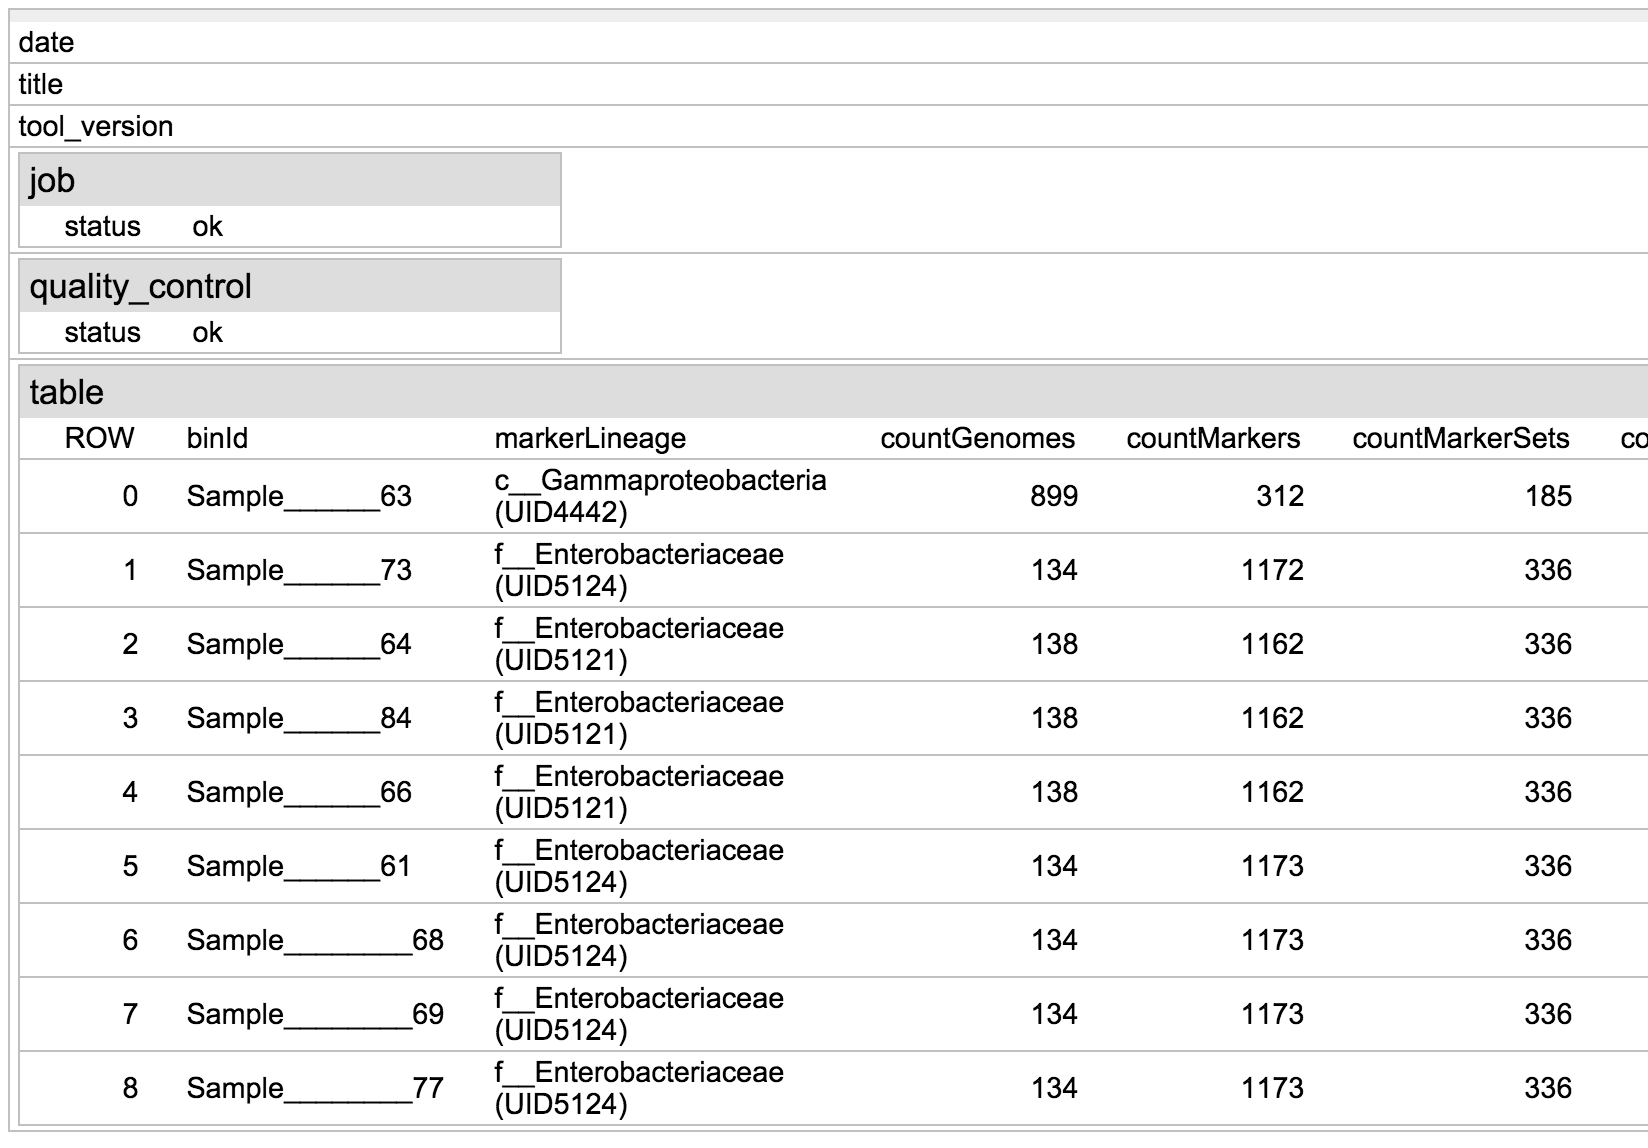 date
title
tool_version
job
status ok
quality_control
status ok
table
ROW binId markerLineage countGenomes countMarkers countMarkerSets co
0 Sample______63 c__Gammaproteobacteria (UID4442) 899 312 185
1 Sample______73 f__Enterobacteriaceae (UID5124) 134 1172 336
2 Sample______64 f__Enterobacteriaceae (UID5121) 138 1162 336
3 Sample______84 f__Enterobacteriaceae (UID5121) 138 1162 336
4 Sample______66 f__Enterobacteriaceae (UID5121) 138 1162 336
5 Sample______61 f__Enterobacteriaceae (UID5124) 134 1173 336
6 Sample________68 f__Enterobacteriaceae (UID5124) 134 1173 336
7 Sample________69 f__Enterobacteriaceae (UID5124) 134 1173 336
8 Sample________77 f__Enterobacteriaceae (UID5124) 134 1173 336